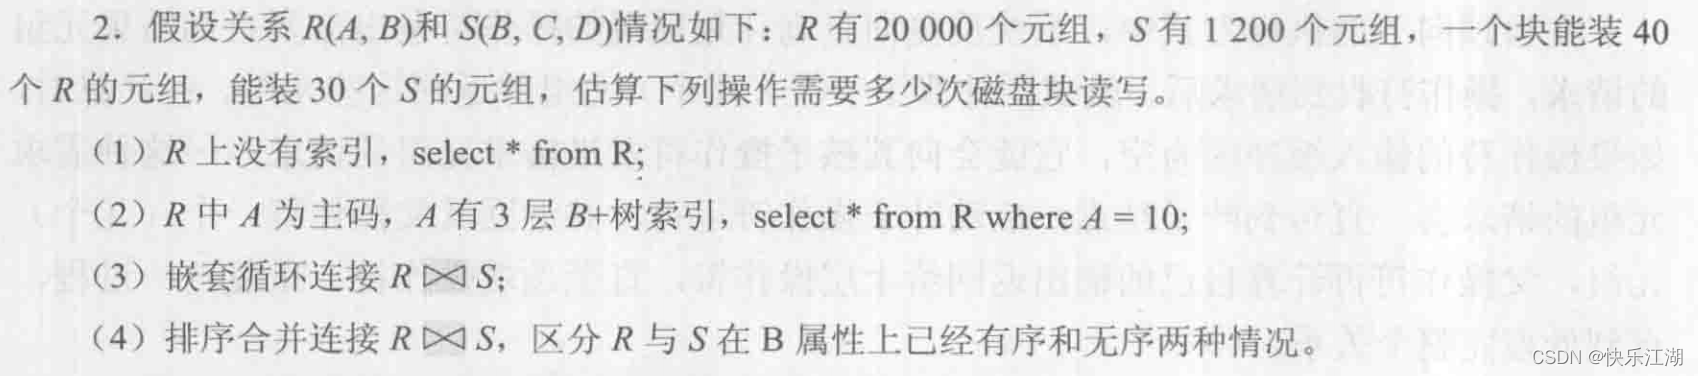 2. 假设关系 R(A, B)和 S(B, C, D)情况如下：R 有 20 000 个元组，S 有 1 200 个元组，一个块能装 40
个 R 的元组，能装 30 个 S 的元组，估算下列操作需要多少次磁盘块读写。
（1）R 上没有索引，select * from R;
（2）R 中 A 为主码，A 有 3 层 B+树索引，select * from R where A = 10;
（3）嵌套循环连接 R ⋈ S;
（4）排序合并连接 R ⋈ S，区分 R 与 S 在 B 属性上已经有序和无序两种情况。
CSDN @快乐江湖